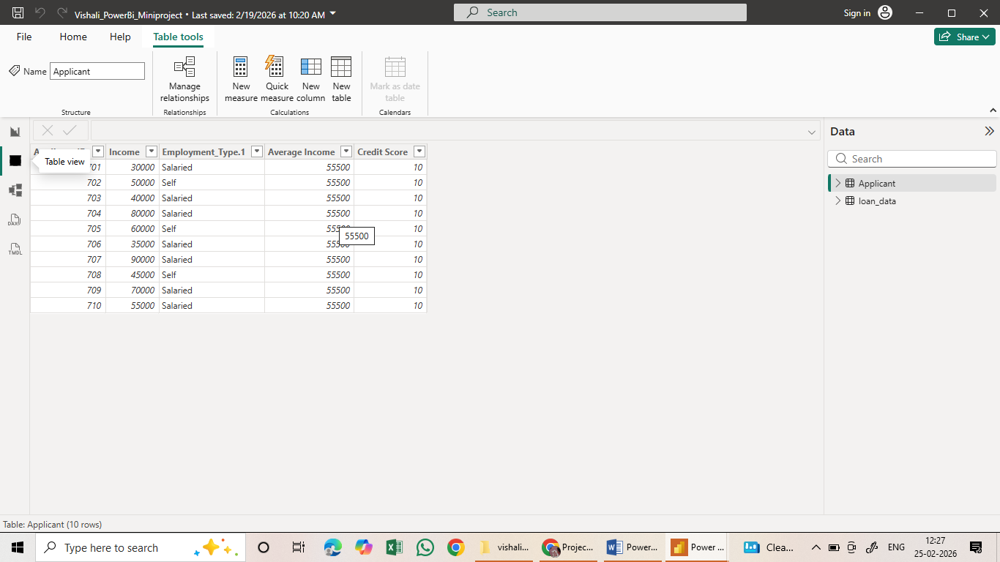 Vishali_PowerBi_Miniproject • Last saved: 2/19/2026 at 10:20 AM
Search
Sign in
File Home Help Table tools
Share
Name Applicant
Manage relationships
New measure
Quick measure
New column
New table
Mark as date table
Structure
Relationships
Calculations
Calendars
Income Employment_Type.1 Average Income Credit Score
Table view
701 30000 Salaried 55500 10
702 50000 Self 55500 10
703 40000 Salaried 55500 10
704 80000 Salaried 55500 10
705 60000 Self 10
55500
706 35000 Salaried 10
707 90000 Salaried 55500 10
708 45000 Self 55500 10
709 70000 Salaried 55500 10
710 55000 Salaried 55500 10
DAX
TMDL
Data
Search
Applicant
loan_data
Table: Applicant (10 rows)
Type here to search
vishali...
Projec...
Power...
Power ...
Clea...
ENG
12:27
25-02-2026